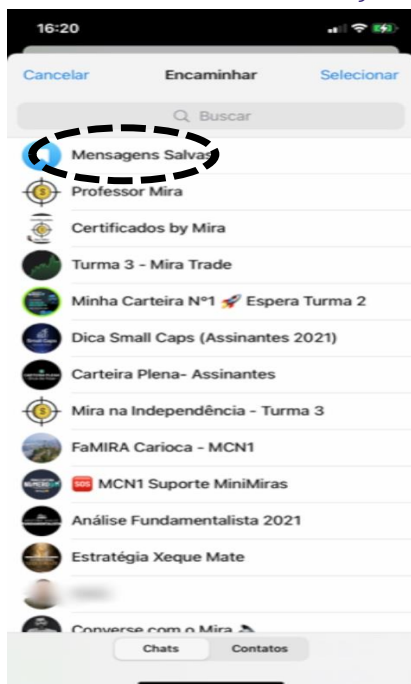 16:20
Cancelar Encaminhar Selecionar
Buscar
Mensagens Salvas
Professor Mira
Certificados by Mira
Turma 3 - Mira Trade
Minha Carteira Nº1 🚀 Espera Turma 2
Dica Small Caps (Assinantes 2021)
Carteira Plena- Assinantes
Mira na Independência - Turma 3
FaMIRA Carioca - MCN1
🆘 MCN1 Suporte MiniMiras
Análise Fundamentalista 2021
Estratégia Xeque Mate
Converse com o Mira
Chats Contatos